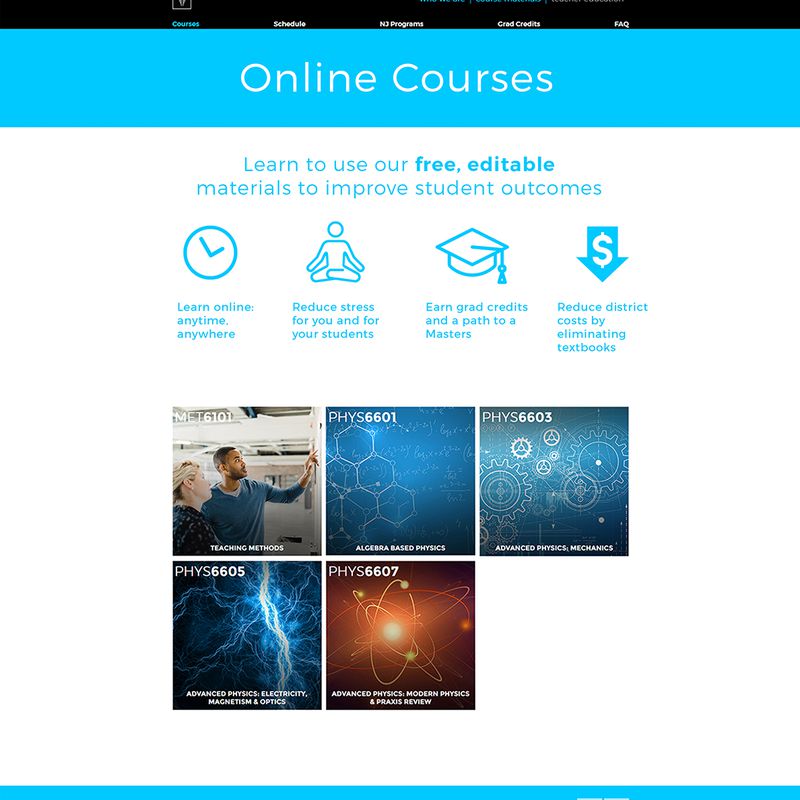 who we are | course materials | teacher education
Courses Schedule NJ Programs Grad Credits FAQ
Online Courses
Learn to use our free, editable
materials to improve student outcomes
Learn online:
anytime,
anywhere
Reduce stress
for you and for
your students
Earn grad credits
and a path to a
Masters
Reduce district
costs by
eliminating
textbooks
MET6101
TEACHING METHODS
PHYS6601
ALGEBRA BASED PHYSICS
PHYS6603
ADVANCED PHYSICS: MECHANICS
PHYS6605
ADVANCED PHYSICS: ELECTRICITY,
MAGNETISM & OPTICS
PHYS6607
ADVANCED PHYSICS: MODERN PHYSICS
& PRAXIS REVIEW